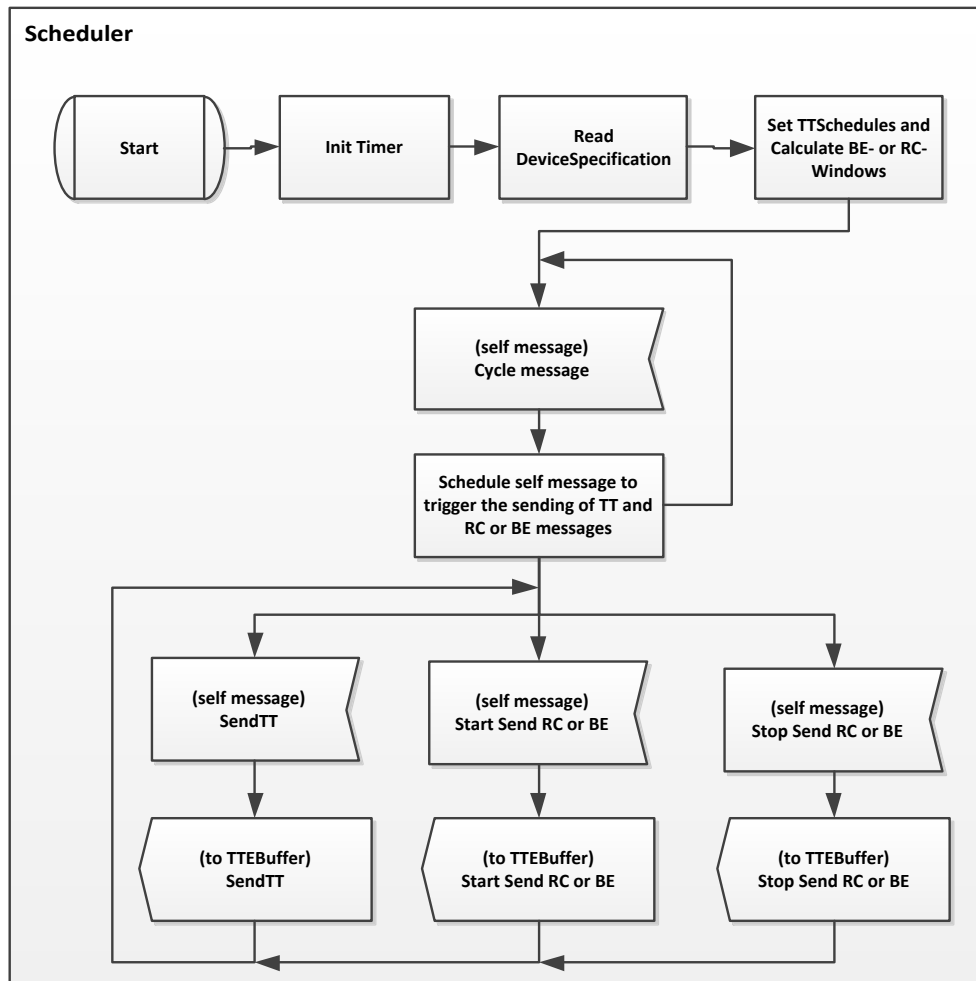 Scheduler
Start
Init Timer
Read
DeviceSpecification
Set TTSchedules and
Calculate BE- or RC-
Windows
(self message)
Cycle message
Schedule self message to
trigger the sending of TT and
RC or BE messages
(self message)
SendTT
(self message)
Start Send RC or BE
(self message)
Stop Send RC or BE
(to TTEBuffer)
SendTT
(to TTEBuffer)
Start Send RC or BE
(to TTEBuffer)
Stop Send RC or BE